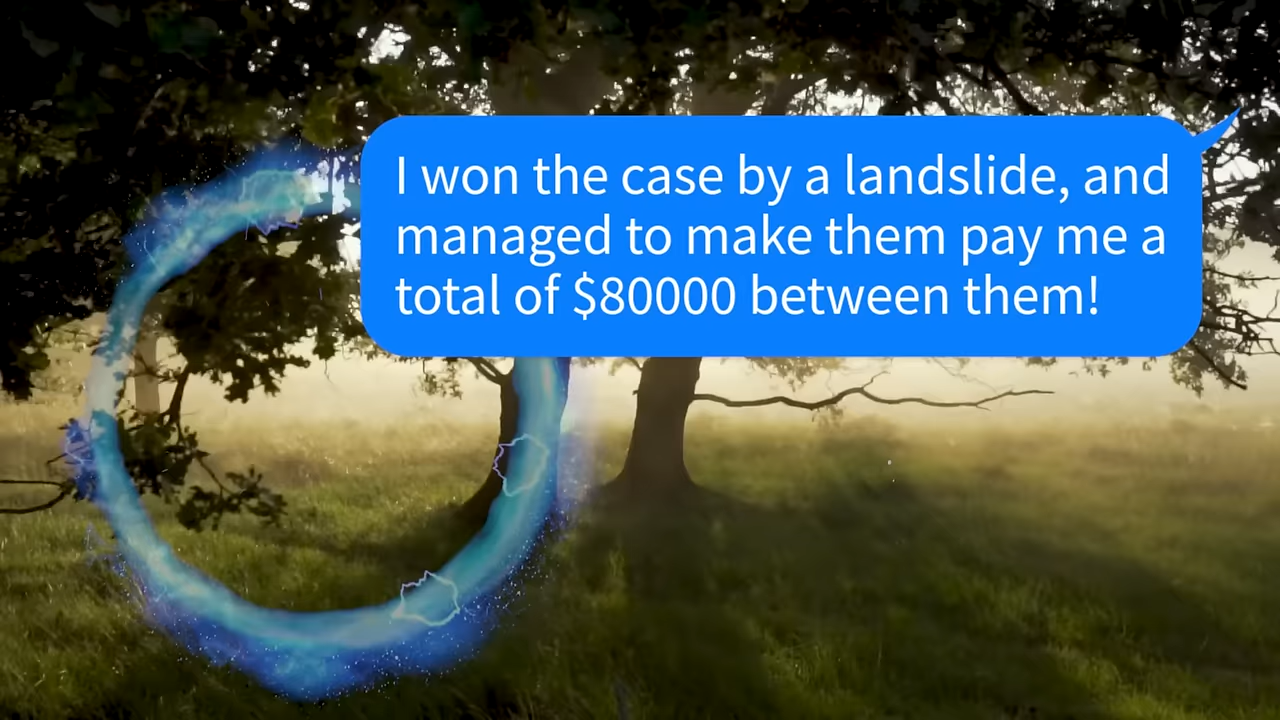 I won the case by a landslide, and
managed to make them pay me a
total of $80000 between them!